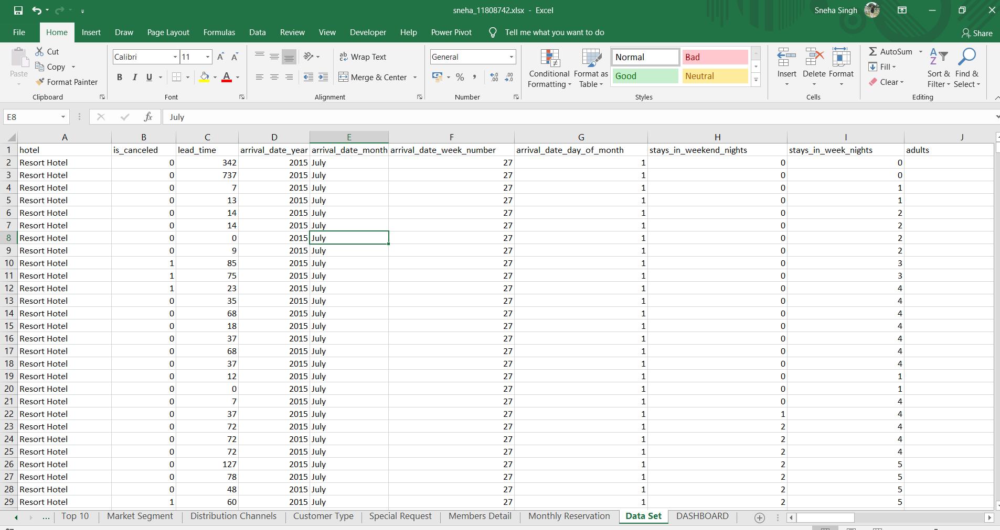 sneha_11808742.xlsx - Excel
Sneha Singh
File Home Insert Draw Page Layout Formulas Data Review View Developer Help Power Pivot Tell me what you want to do
Share
Paste
Cut
Copy
Format Painter
Clipboard
Calibri 11
B I U
Font
Wrap Text
Merge & Center
Alignment
General
Number
Conditional Formatting
Format as Table
Normal Bad
Good Neutral
Styles
Insert Delete Format
Cells
AutoSum
Fill
Clear
Sort & Filter
Find & Select
Editing
E8 fx July
A B C D E F G H I J
1 hotel is_canceled lead_time arrival_date_year arrival_date_month arrival_date_week_number arrival_date_day_of_month stays_in_weekend_nights stays_in_week_nights adults
2 Resort Hotel 0 342 2015 July 27 1 0 0
3 Resort Hotel 0 737 2015 July 27 1 0 0
4 Resort Hotel 0 7 2015 July 27 1 0 1
5 Resort Hotel 0 13 2015 July 27 1 0 1
6 Resort Hotel 0 14 2015 July 27 1 0 2
7 Resort Hotel 0 14 2015 July 27 1 0 2
8 Resort Hotel 0 0 2015 July 27 1 0 2
9 Resort Hotel 0 9 2015 July 27 1 0 2
10 Resort Hotel 1 85 2015 July 27 1 0 3
11 Resort Hotel 1 75 2015 July 27 1 0 3
12 Resort Hotel 1 23 2015 July 27 1 0 4
13 Resort Hotel 0 35 2015 July 27 1 0 4
14 Resort Hotel 0 68 2015 July 27 1 0 4
15 Resort Hotel 0 18 2015 July 27 1 0 4
16 Resort Hotel 0 37 2015 July 27 1 0 4
17 Resort Hotel 0 68 2015 July 27 1 0 4
18 Resort Hotel 0 37 2015 July 27 1 0 4
19 Resort Hotel 0 12 2015 July 27 1 0 1
20 Resort Hotel 0 0 2015 July 27 1 0 1
21 Resort Hotel 0 7 2015 July 27 1 0 4
22 Resort Hotel 0 37 2015 July 27 1 1 4
23 Resort Hotel 0 72 2015 July 27 1 2 4
24 Resort Hotel 0 72 2015 July 27 1 2 4
25 Resort Hotel 0 72 2015 July 27 1 2 4
26 Resort Hotel 0 127 2015 July 27 1 2 5
27 Resort Hotel 0 78 2015 July 27 1 2 5
28 Resort Hotel 0 48 2015 July 27 1 2 5
29 Resort Hotel 1 60 2015 July 27 1 2 5
... Top 10 Market Segment Distribution Channels Customer Type Special Request Members Detail Monthly Reservation Data Set DASHBOARD